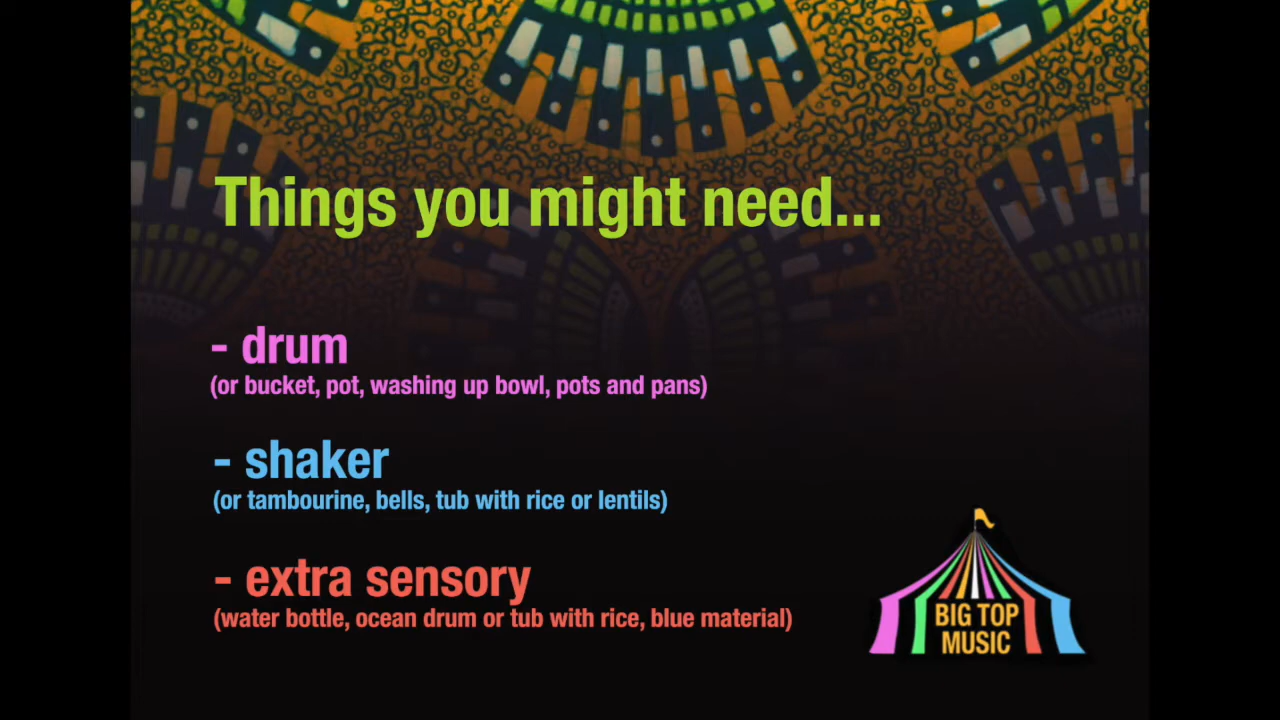 Things you might need...
- drum
(or bucket, pot, washing up bowl, pots and pans)
- shaker
(or tambourine, bells, tub with rice or lentils)
- extra sensory
(water bottle, ocean drum or tub with rice, blue material)
BIG TOP
MUSIC